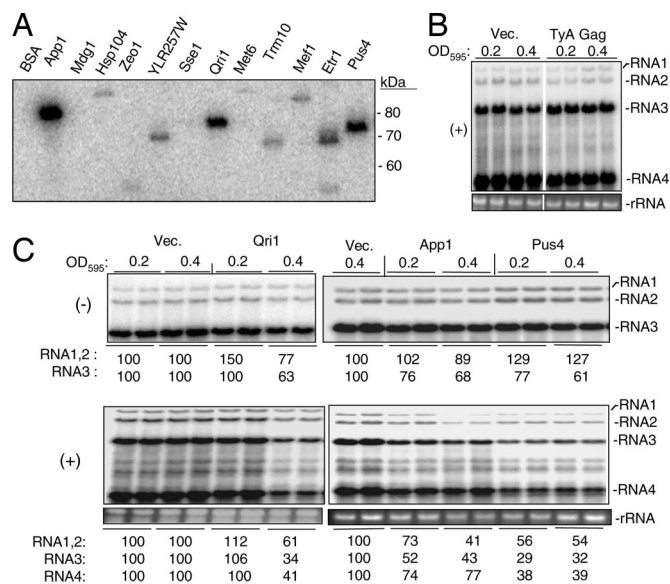 A
BSA App1 Mdg1 Hsp104 Zeo1 YLR257W Sse1 Qri1 Met6 Trm10 Mef1 Etr1 Pus4
kDa
- 80
- 70
- 60
B
Vec. TyA Gag
OD595: 0.2 0.4 0.2 0.4
-RNA1
-RNA2
(+)
-RNA3
-RNA4
-rRNA
C
Vec. Qri1 Vec. App1 Pus4
OD595: 0.2 0.4 0.2 0.4 0.4 0.2 0.4 0.2 0.4
(-)
-RNA1
-RNA2
-RNA3
RNA1,2 : 100 100 150 77 100 102 89 129 127
RNA3 : 100 100 100 63 100 76 68 77 61
(+)
-RNA1
-RNA2
-RNA3
-RNA4
-rRNA
RNA1,2: 100 100 112 61 100 73 41 56 54
RNA3: 100 100 106 34 100 52 43 29 32
RNA4: 100 100 100 41 100 74 77 38 39